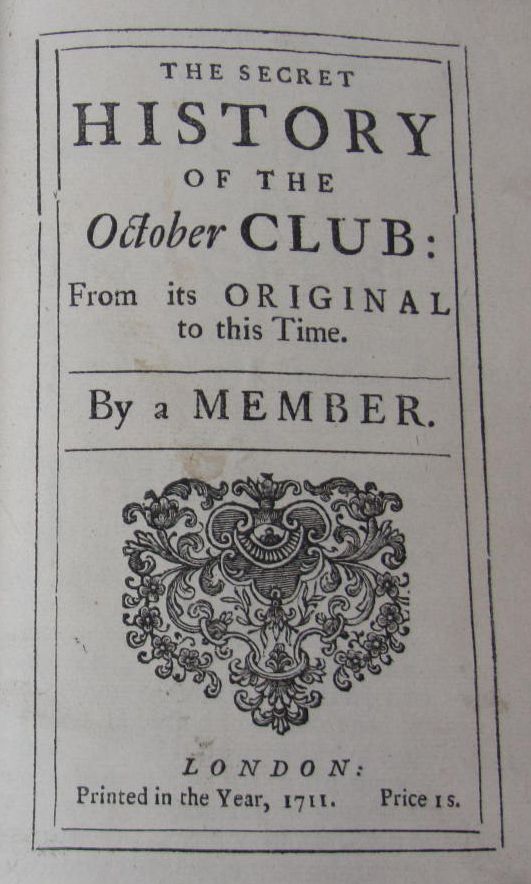 THE SECRET
HISTORY
OF THE
October CLUB:
From its ORIGINAL
to this Time.
By a MEMBER.
LONDON:
Printed in the Year, 1711. Price 1 s.